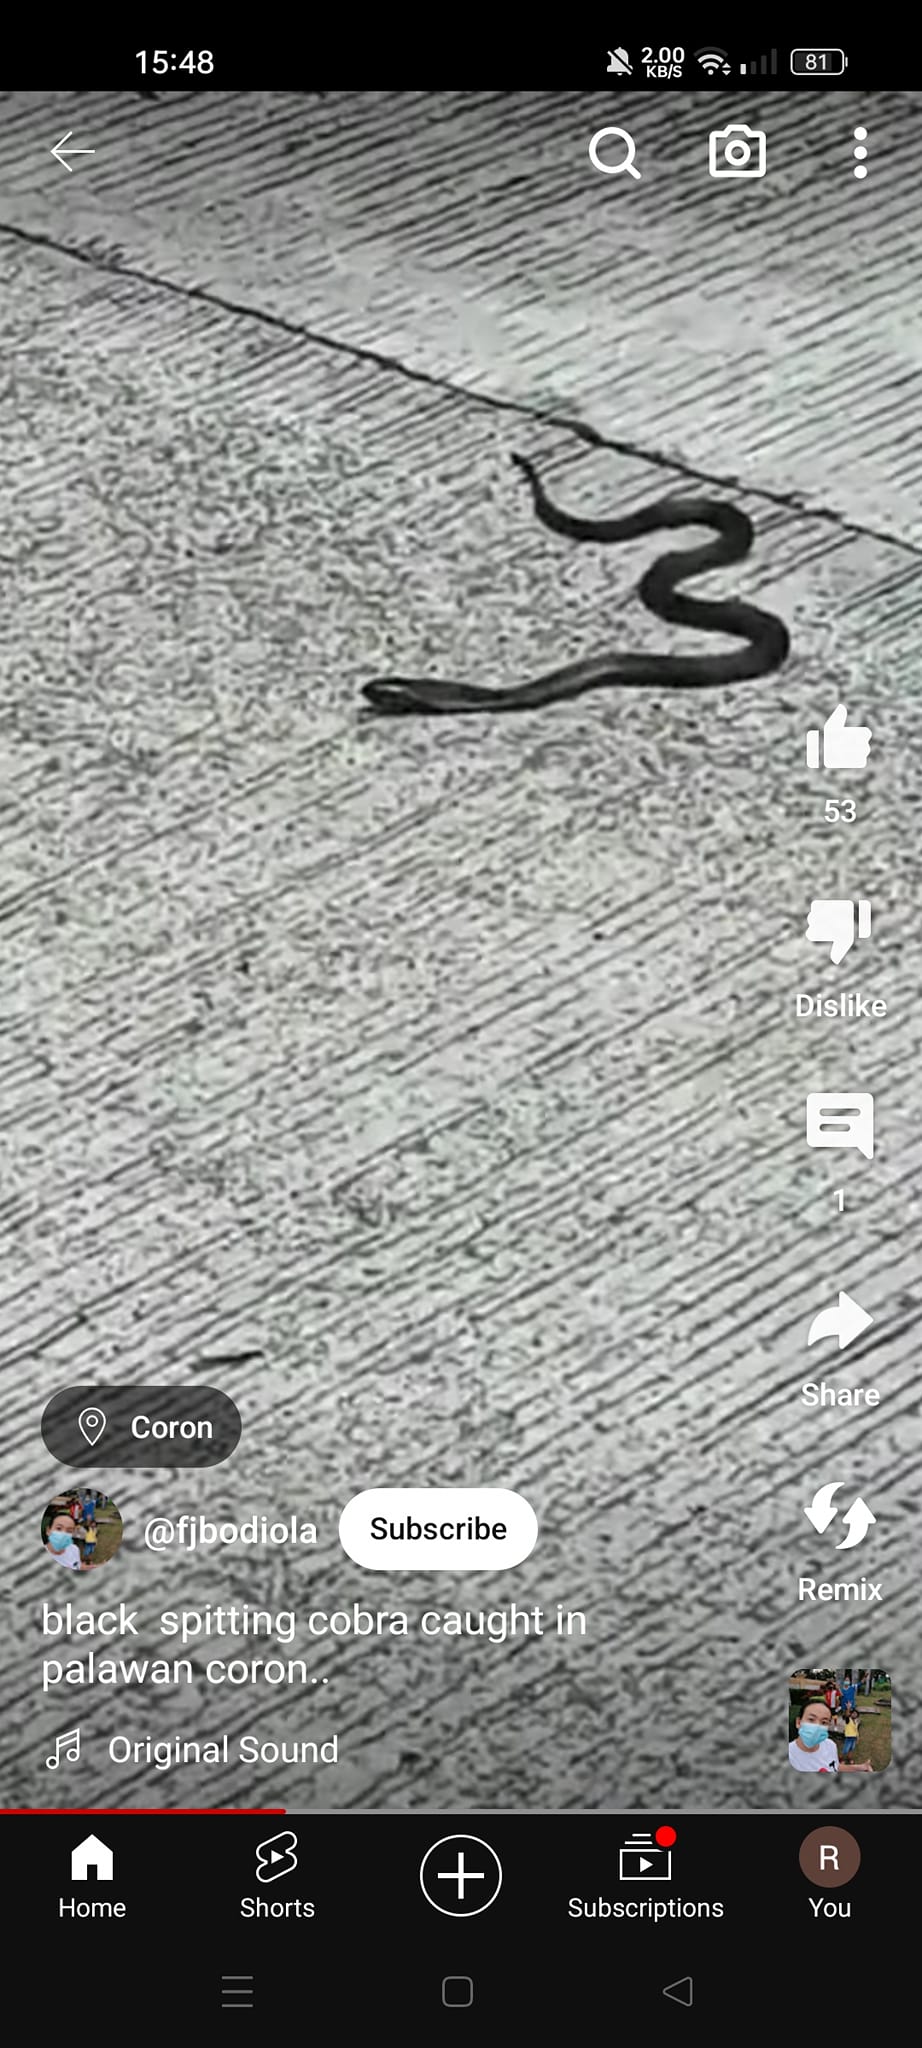 15:48
2.00
KB/S
81
53
Dislike
1
Share
Coron
@fjbodiola
Subscribe
Remix
black  spitting cobra caught in
palawan coron..
Original Sound
Home
Shorts
Subscriptions
R
You